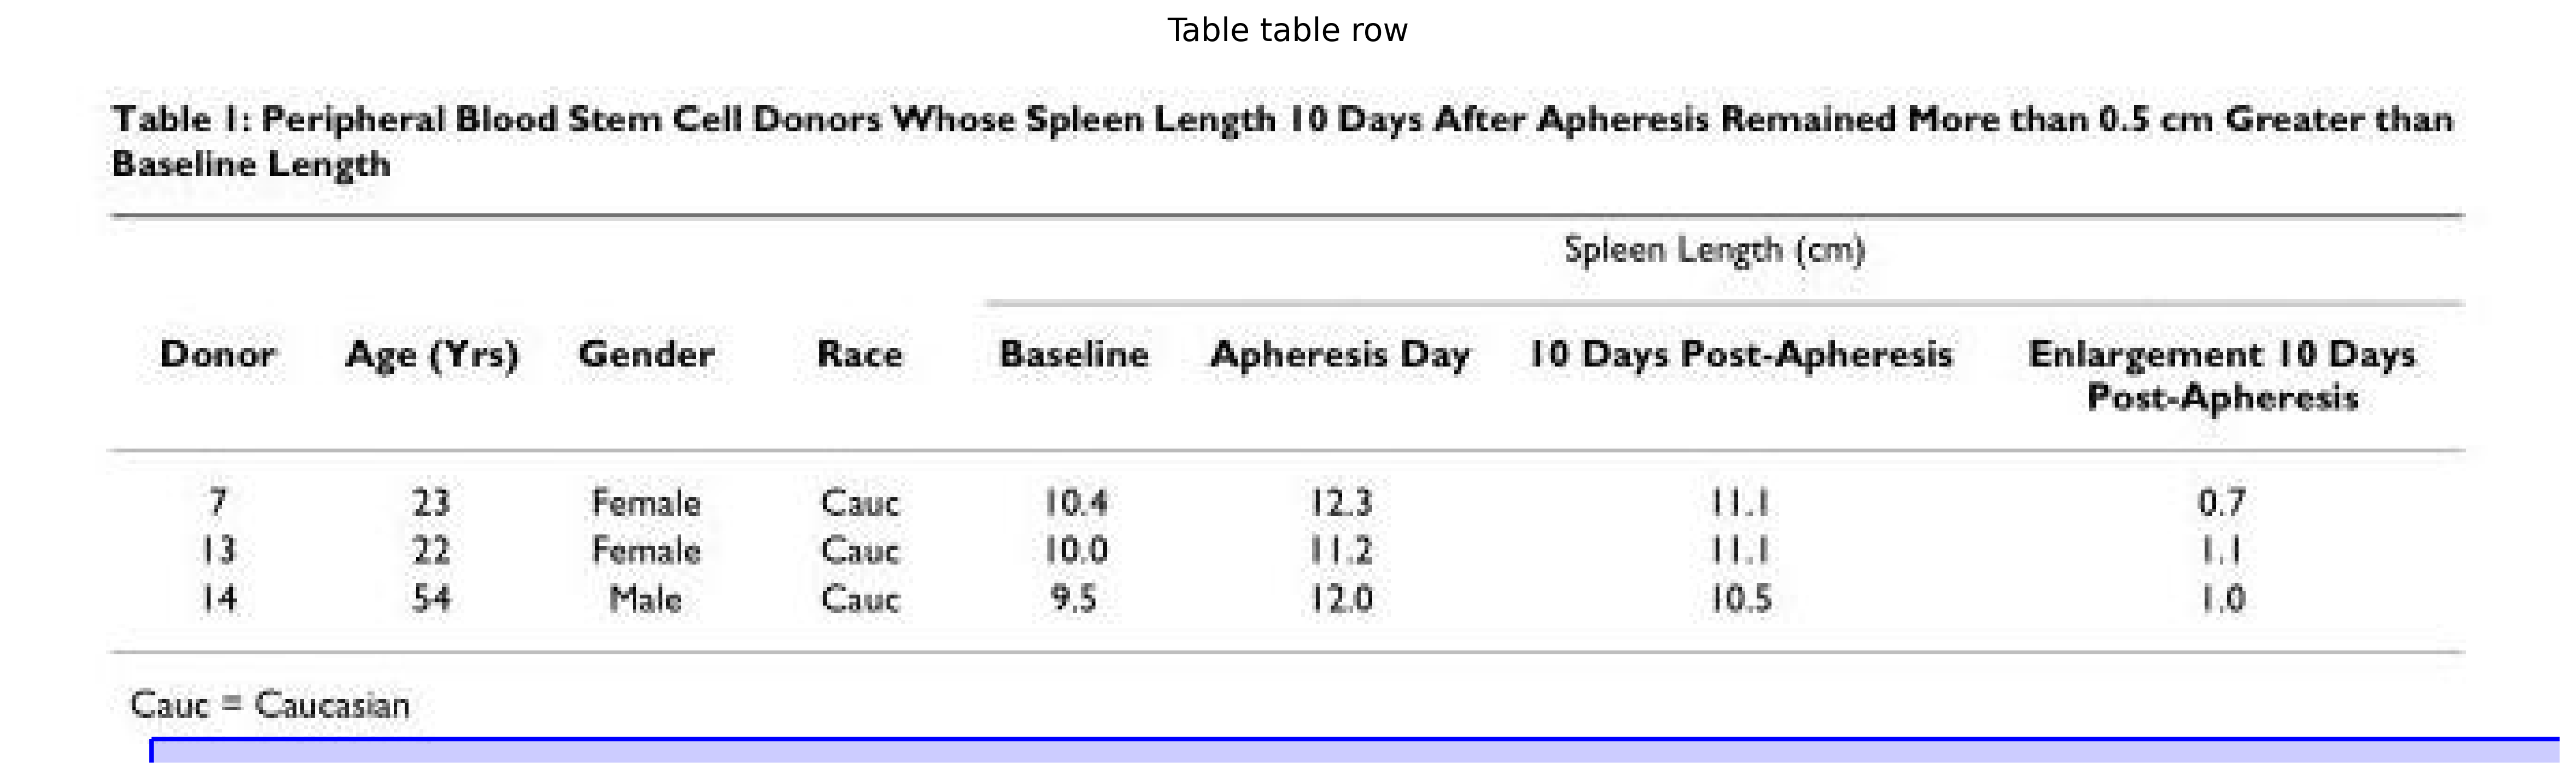 Table table row
Table 1: Peripheral Blood Stem Cell Donors Whose Spleen Length 10 Days After Apheresis Remained More than 0.5 cm Greater than
Baseline Length
Spleen Length (cm)
Donor Age (Yrs) Gender Race Baseline Apheresis Day 10 Days Post-Apheresis Enlargement 10 Days
Post-Apheresis
7 23 Female Cauc 10.4 12.3 11.1 0.7
13 22 Female Cauc 10.0 11.2 11.1 1.1
14 54 Male Cauc 9.5 12.0 10.5 1.0
Cauc = Caucasian